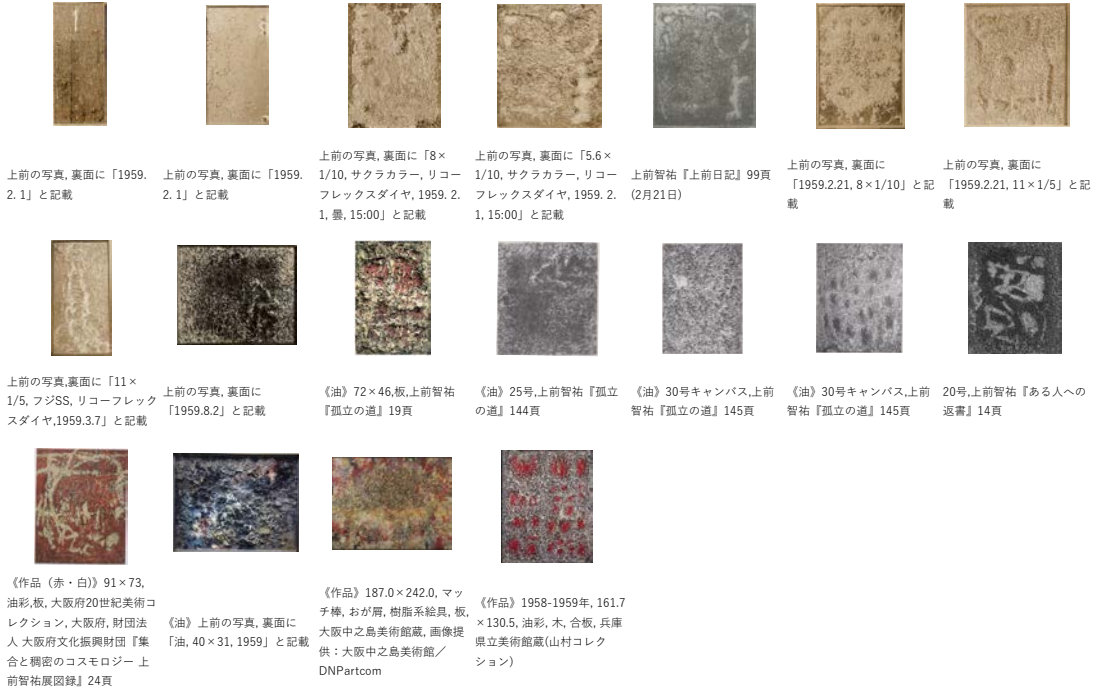 上前の写真, 裏面に「1959.
2. 1」と記載
上前の写真, 裏面に「1959.
2. 1」と記載
上前の写真, 裏面に「8×
1/10, サクラカラー, リコー
フレックスダイヤ, 1959. 2.
1, 曇, 15:00」と記載
上前の写真, 裏面に「5.6×
1/10, サクラカラー, リコー
フレックスダイヤ, 1959. 2.
1, 15:00」と記載
上前智祐『上前日記』99頁
(2月21日)
上前の写真, 裏面に
「1959.2.21, 8×1/10」と記
載
上前の写真, 裏面に
「1959.2.21, 11×1/5」と記
載
上前の写真,裏面に「11×
1/5, フジSS, リコーフレック
スダイヤ,1959.3.7」と記載
上前の写真, 裏面に
「1959.8.2」と記載
《油》72×46,板,上前智祐
『孤立の道』19頁
《油》25号,上前智祐『孤立
の道』144頁
《油》30号キャンバス,上前
智祐『孤立の道』145頁
《油》30号キャンバス,上前
智祐『孤立の道』145頁
20号,上前智祐『ある人への
返書』14頁
《作品（赤・白)》91×73,
油彩,板, 大阪府20世紀美術コ
レクション, 大阪府, 財団法
人 大阪府文化振興財団『集
合と稠密のコスモロジー 上
前智祐展図録』24頁
《油》上前の写真, 裏面に
「油, 40×31, 1959」と記載
《作品》187.0×242.0, マッ
チ棒, おが屑, 樹脂系絵具, 板,
大阪中之島美術館蔵, 画像提
供：大阪中之島美術館／
DNPartcom
《作品》1958-1959年, 161.7
×130.5, 油彩, 木, 合板, 兵庫
県立美術館蔵(山村コレク
ション)